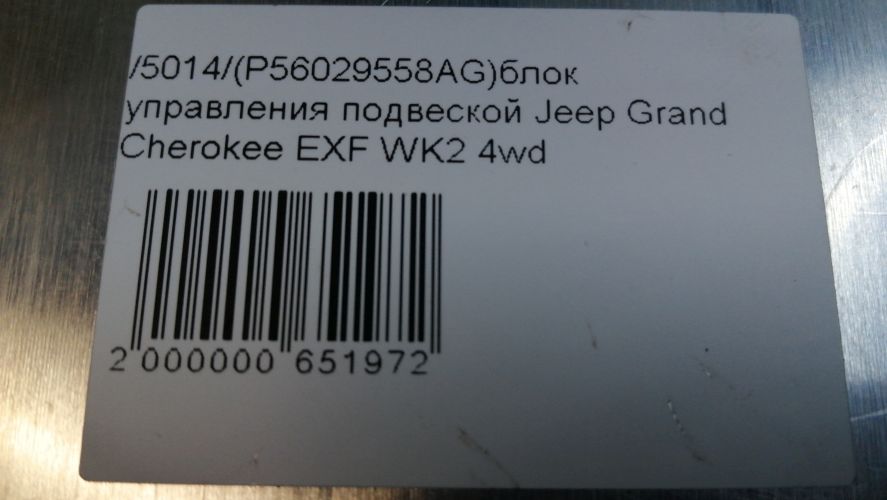 /5014/(P56029558AG)блок
управления подвеской Jeep Grand
Cherokee EXF WK2 4wd
2 000000 651972